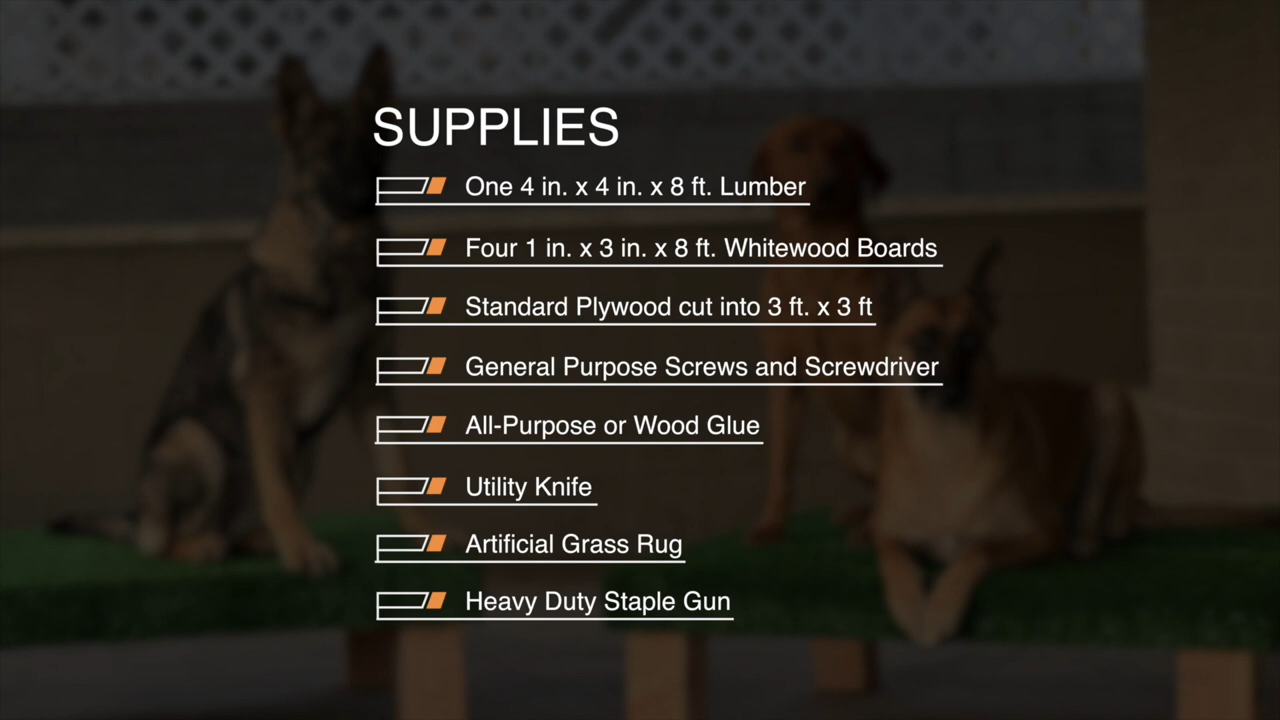 SUPPLIES
One 4 in. x 4 in. x 8 ft. Lumber
Four 1 in. x 3 in. x 8 ft. Whitewood Boards
Standard Plywood cut into 3 ft. x 3 ft
General Purpose Screws and Screwdriver
All-Purpose or Wood Glue
Utility Knife
Artificial Grass Rug
Heavy Duty Staple Gun